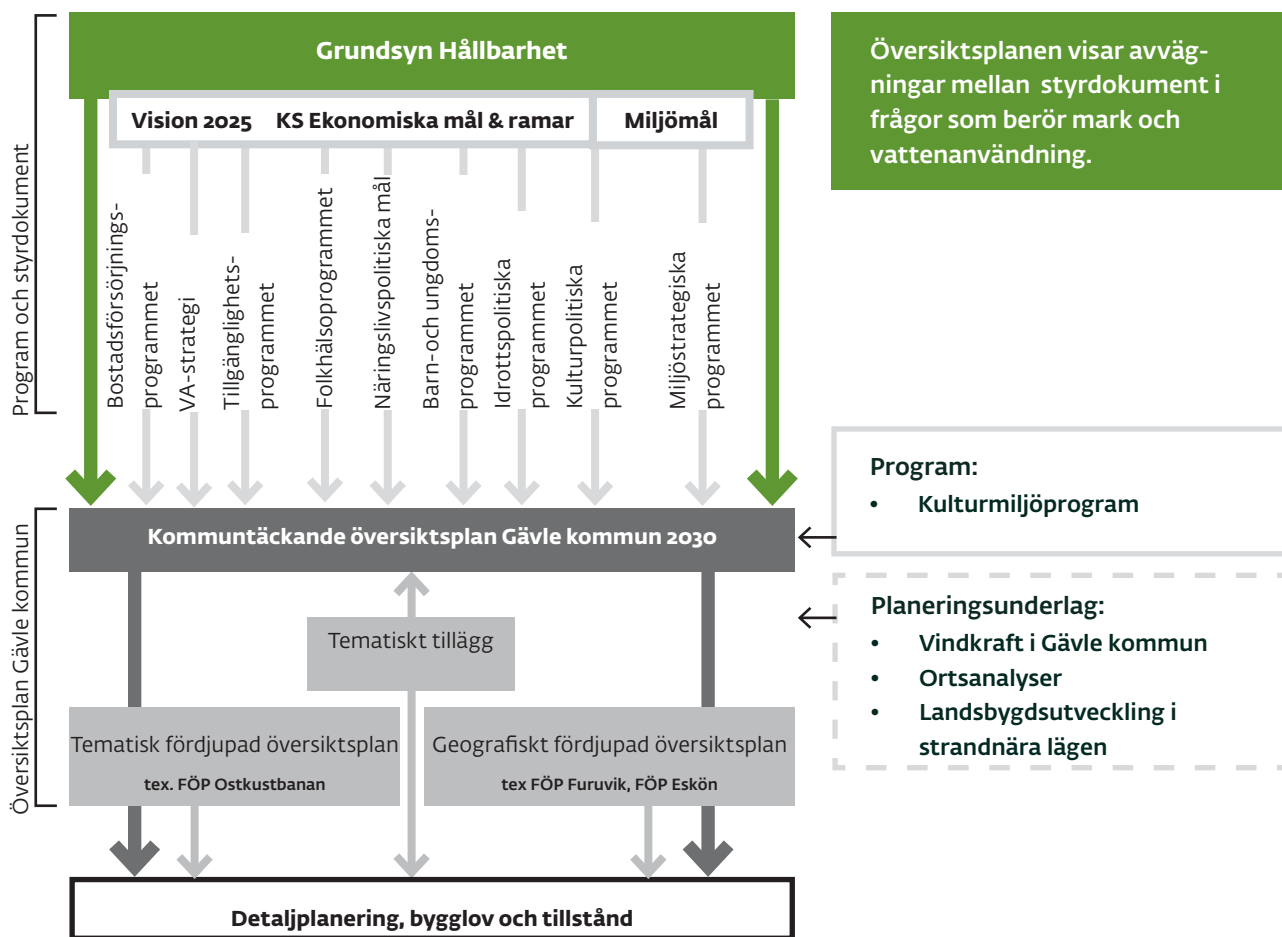 Grundsyn Hållbarhet
Vision 2025 KS Ekonomiska mål & ramar Miljömål
Program och styrdokument
Bostadsförsörjnings-
programmet
VA-strategi
Tillgänglighets-
programmet
Folkhälsoprogrammet
Näringslivspolitiska mål
Barn-och ungdoms-
programmet
Idrottspolitiska
programmet
Kulturpolitiska
programmet
Miljöstrategiska
programmet
Översiktsplanen visar avväg-
ningar mellan styrdokument i
frågor som berör mark och
vattenanvändning.
Program:
• Kulturmiljöprogram
Översiktsplan Gävle kommun
Kommuntäckande översiktsplan Gävle kommun 2030
Tematiskt tillägg
Tematisk fördjupad översiktsplan
tex. FÖP Ostkustbanan
Geografiskt fördjupad översiktsplan
tex FÖP Furuvik, FÖP Eskön
Planeringsunderlag:
• Vindkraft i Gävle kommun
• Ortsanalyser
• Landsbygdsutveckling i
strandnära lägen
Detaljplanering, bygglov och tillstånd